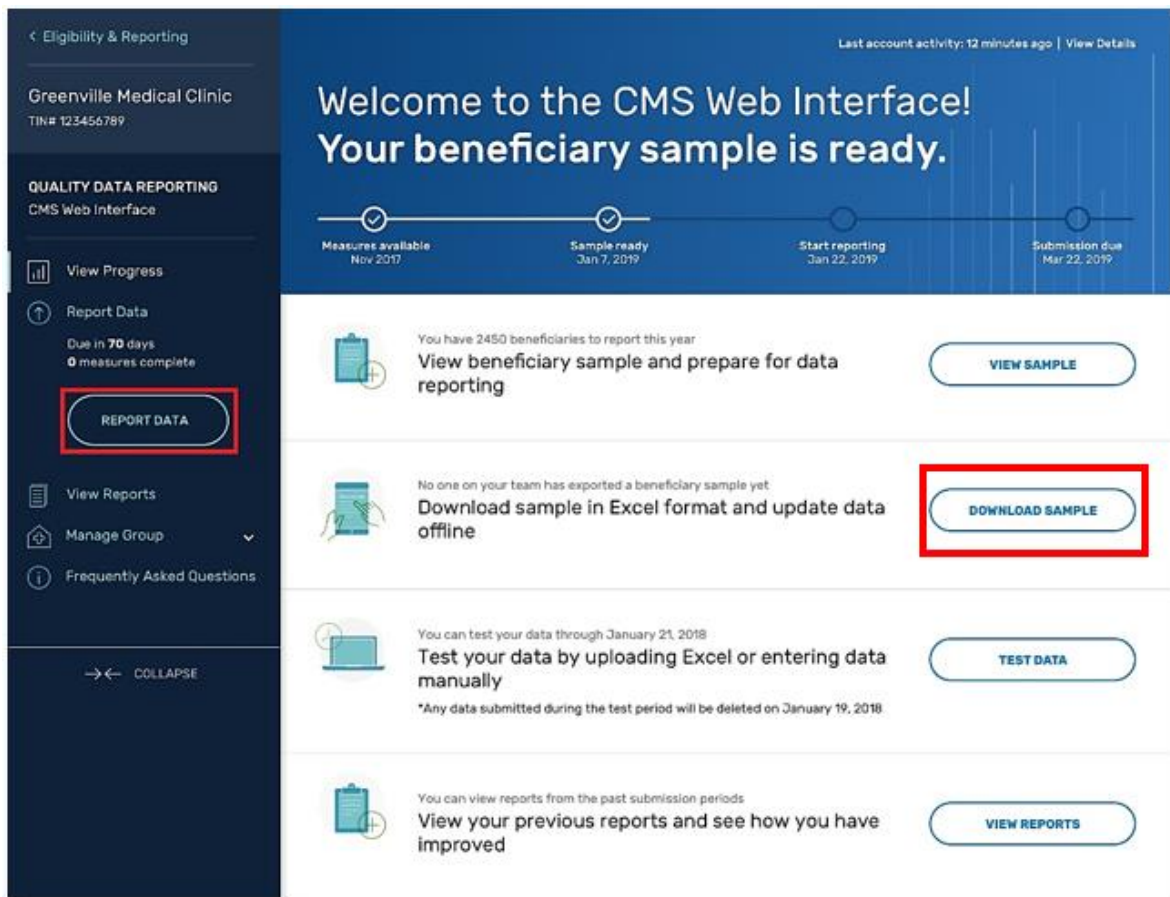 < Eligibility & Reporting
Greenville Medical Clinic
TIN# 123456789
QUALITY DATA REPORTING
CMS Web Interface
View Progress
Report Data
Due in 70 days
0 measures complete
REPORT DATA
View Reports
Manage Group
Frequently Asked Questions
COLLAPSE
Last account activity: 12 minutes ago | View Details
Welcome to the CMS Web Interface!
Your beneficiary sample is ready.
Measures available
Nov 2017
Sample ready
Jan 7, 2019
Start reporting
Jan 22, 2019
Submission due
Mar 22, 2019
You have 2450 beneficiaries to report this year
View beneficiary sample and prepare for data
reporting
VIEW SAMPLE
No one on your team has exported a beneficiary sample yet
Download sample in Excel format and update data
offline
DOWNLOAD SAMPLE
You can test your data through January 21, 2018
Test your data by uploading Excel or entering data
manually
*Any data submitted during the test period will be deleted on January 19, 2018
TEST DATA
You can view reports from the past submission periods
View your previous reports and see how you have
improved
VIEW REPORTS